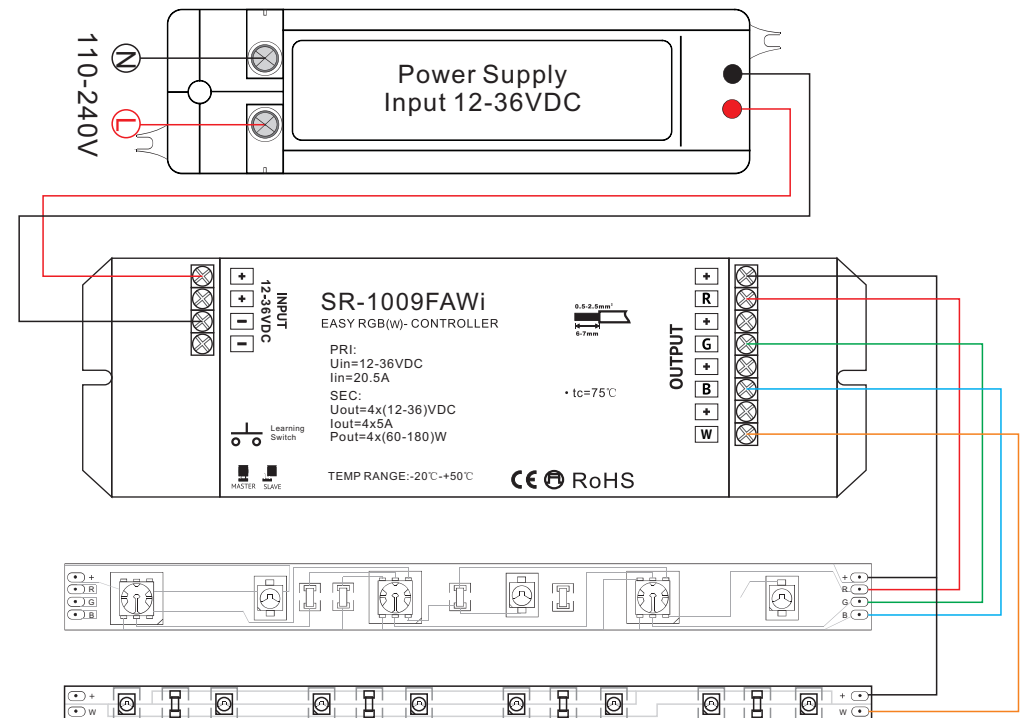 110-240V
N
L
Power Supply
Input 12-36VDC
+
+
−
−
INPUT
12-36VDC
SR-1009FAWi
EASY RGB(W)- CONTROLLER
PRI:
Uin=12-36VDC
Iin=20.5A
SEC:
Uout=4x(12-36)VDC
Iout=4x5A
Pout=4x(60-180)W
TEMP RANGE:-20℃-+50℃
Learning
Switch
MASTER SLAVE
0.5-2.5mm²
6-7mm
• tc=75℃
CE RoHS
OUTPUT
+
R
+
G
+
B
+
W
+
R
G
B
+
R
G
B
+
W
+
W